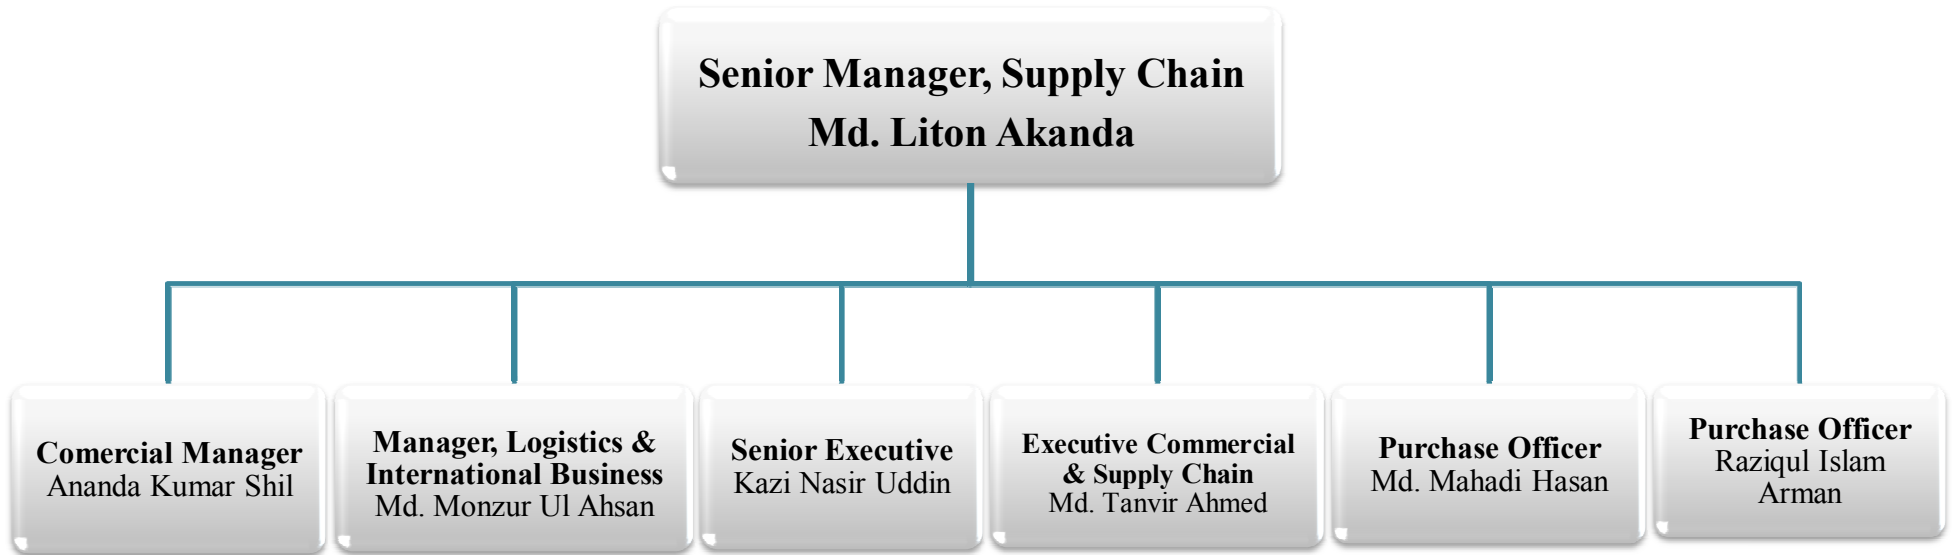 Senior Manager, Supply Chain
Md. Liton Akanda
Comercial Manager
Ananda Kumar Shil
Manager, Logistics &
International Business
Md. Monzur Ul Ahsan
Senior Executive
Kazi Nasir Uddin
Executive Commercial
& Supply Chain
Md. Tanvir Ahmed
Purchase Officer
Md. Mahadi Hasan
Purchase Officer
Raziqul Islam
Arman